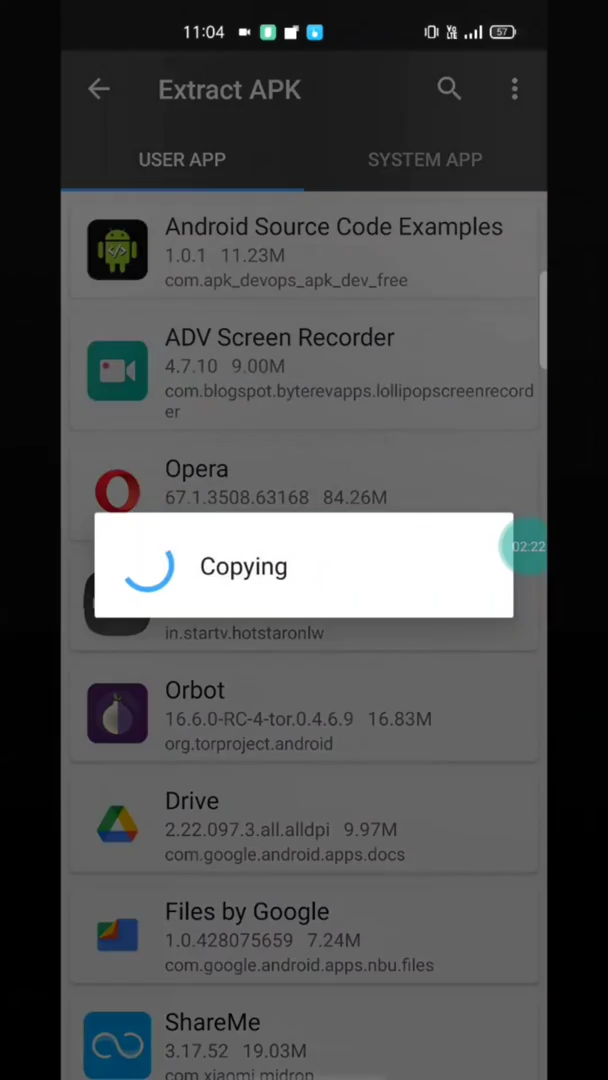 11:04
57
Extract APK
USER APP
SYSTEM APP
Android Source Code Examples
1.0.1 11.23M
com.apk_devops_apk_dev_free
ADV Screen Recorder
4.7.10 9.00M
com.blogspot.byterevapps.lollipopscreenrecord
er
Opera
67.1.3508.63168 84.26M
02:22
Copying
in.startv.hotstaronlw
Orbot
16.6.0-RC-4-tor.0.4.6.9 16.83M
org.torproject.android
Drive
2.22.097.3.all.alldpi 9.97M
com.google.android.apps.docs
Files by Google
1.0.428075659 7.24M
com.google.android.apps.nbu.files
ShareMe
3.17.52 19.03M
com.xiaomi.midrop